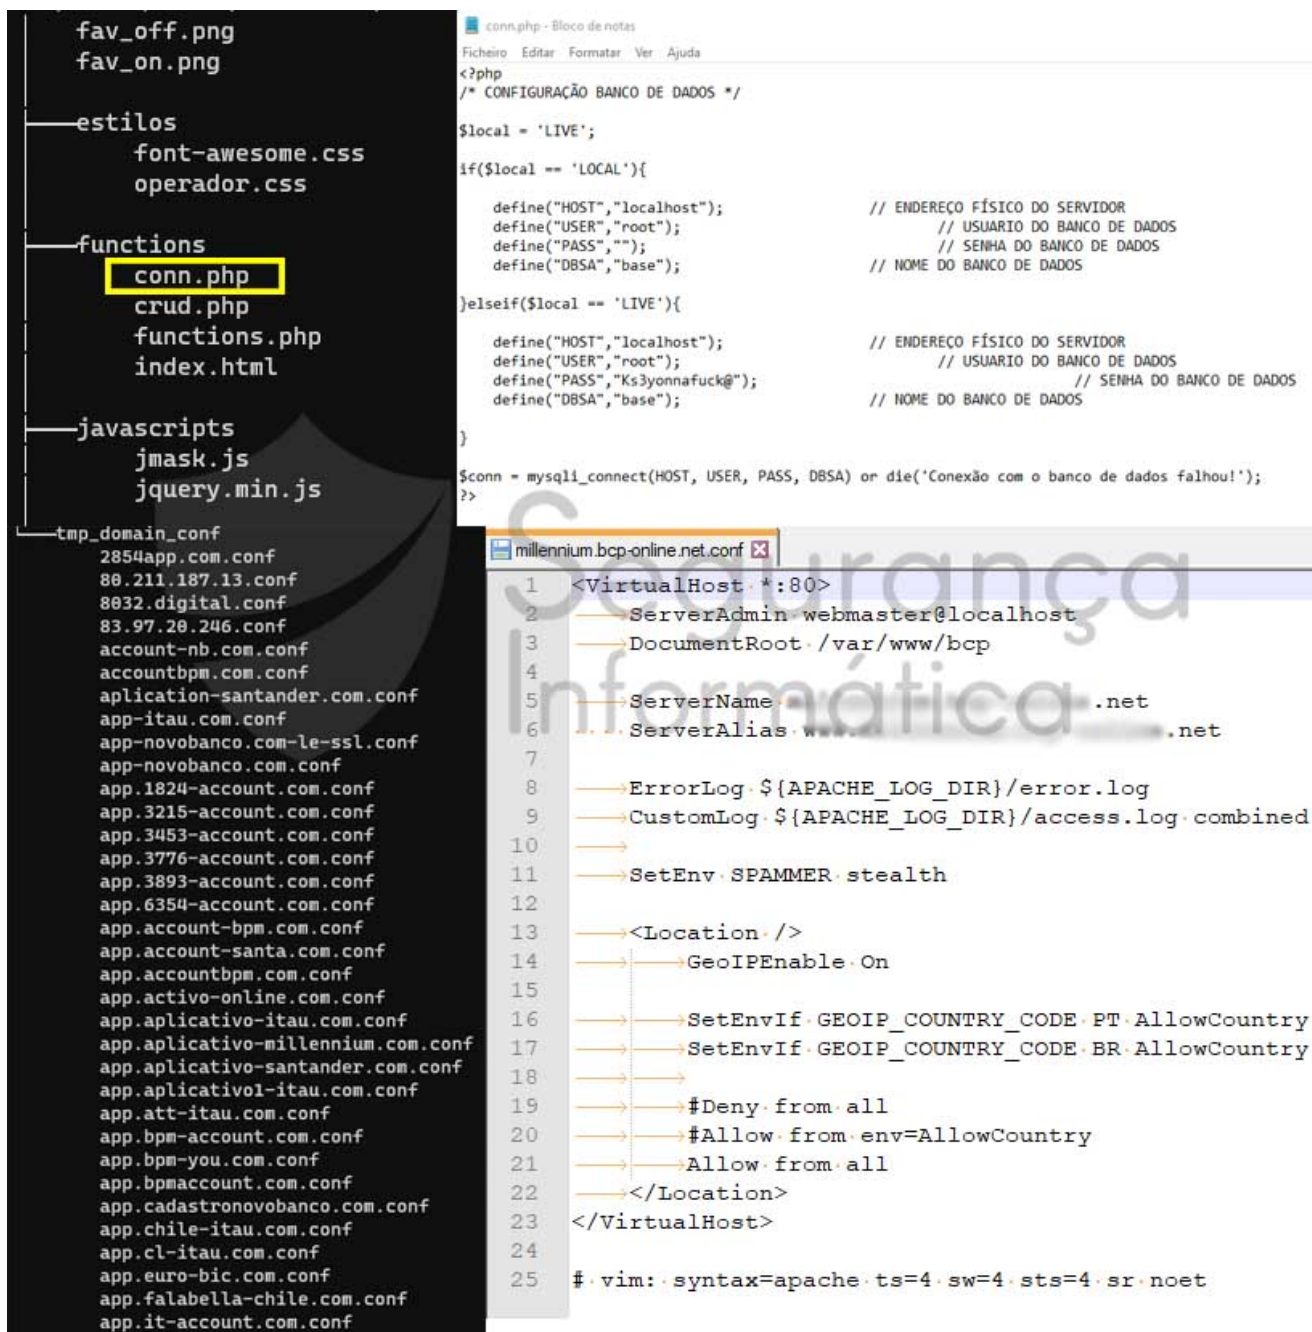 fav_off.png
fav_on.png
estilos
font-awesome.css
operador.css
functions
conn.php
crud.php
functions.php
index.html
javascripts
jmask.js
jquery.min.js
tmp_domain_conf
2854app.com.conf
80.211.187.13.conf
8032.digital.conf
83.97.20.246.conf
account-nb.com.conf
accountbpm.com.conf
aplication-santander.com.conf
app-itau.com.conf
app-novobanco.com-le-ssl.conf
app-novobanco.com.conf
app.1824-account.com.conf
app.3215-account.com.conf
app.3453-account.com.conf
app.3776-account.com.conf
app.3893-account.com.conf
app.6354-account.com.conf
app.account-bpm.com.conf
app.account-santa.com.conf
app.accountbpm.com.conf
app.activo-online.com.conf
app.aplicativo-itau.com.conf
app.aplicativo-millennium.com.conf
app.aplicativo-santander.com.conf
app.aplicativo1-itau.com.conf
app.att-itau.com.conf
app.bpm-account.com.conf
app.bpm-you.com.conf
app.bpmaccount.com.conf
app.cadastronovobanco.com.conf
app.chile-itau.com.conf
app.cl-itau.com.conf
app.euro-bic.com.conf
app.falabella-chile.com.conf
app.it-account.com.conf
conn.php - Bloco de notas
Ficheiro Editar Formatar Ver Ajuda
<?php
/* CONFIGURAÇÃO BANCO DE DADOS */
$local = 'LIVE';
if($local == 'LOCAL'){
define("HOST","localhost"); // ENDEREÇO FÍSICO DO SERVIDOR
define("USER","root"); // USUARIO DO BANCO DE DADOS
define("PASS",""); // SENHA DO BANCO DE DADOS
define("DBSA","base"); // NOME DO BANCO DE DADOS
}elseif($local == 'LIVE'){
define("HOST","localhost"); // ENDEREÇO FÍSICO DO SERVIDOR
define("USER","root"); // USUARIO DO BANCO DE DADOS
define("PASS","Ks3yonnafuck@"); // SENHA DO BANCO DE DADOS
define("DBSA","base"); // NOME DO BANCO DE DADOS
}
$conn = mysqli_connect(HOST, USER, PASS, DBSA) or die('Conexão com o banco de dados falhou!');
?>
millennium.bcp-online.net.conf
1 <VirtualHost *:80>
2 ServerAdmin webmaster@localhost
3 DocumentRoot /var/www/bcp
4
5 ServerName .net
6 ServerAlias .net
7
8 ErrorLog ${APACHE_LOG_DIR}/error.log
9 CustomLog ${APACHE_LOG_DIR}/access.log combined
10
11 SetEnv SPAMMER stealth
12
13 <Location />
14 GeoIPEnable On
15
16 SetEnvIf GEOIP_COUNTRY_CODE PT AllowCountry
17 SetEnvIf GEOIP_COUNTRY_CODE BR AllowCountry
18
19 #Deny from all
20 #Allow from env=AllowCountry
21 Allow from all
22 </Location>
23 </VirtualHost>
24
25 # vim: syntax=apache ts=4 sw=4 sts=4 sr noet
Segurança
Informática